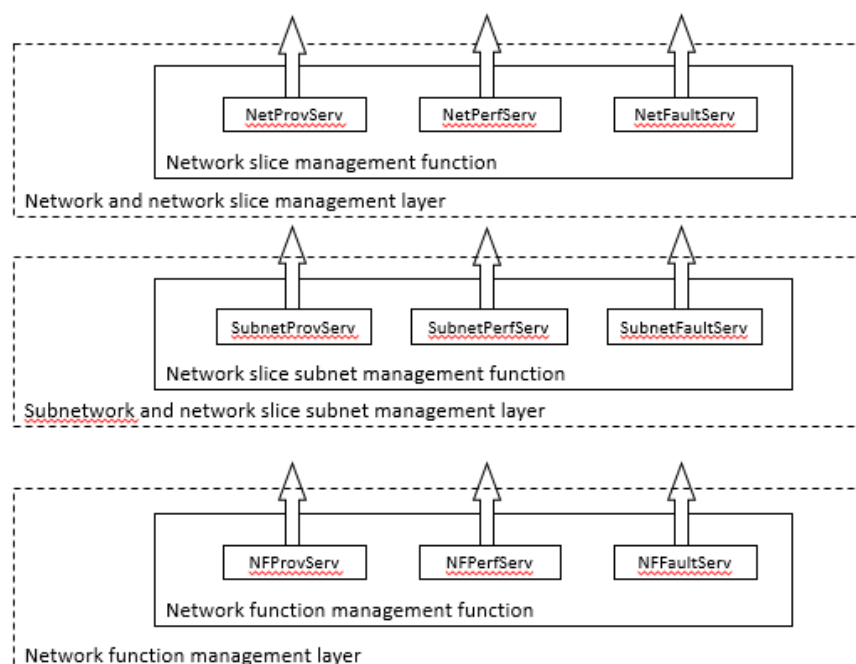 NetProvServ
NetPerfServ
NetFaultServ
Network slice management function
Network and network slice management layer
SubnetProvServ
SubnetPerfServ
SubnetFaultServ
Network slice subnet management function
Subnetwork and network slice subnet management layer
NFProvServ
NFPerfServ
NFFaultServ
Network function management function
Network function management layer